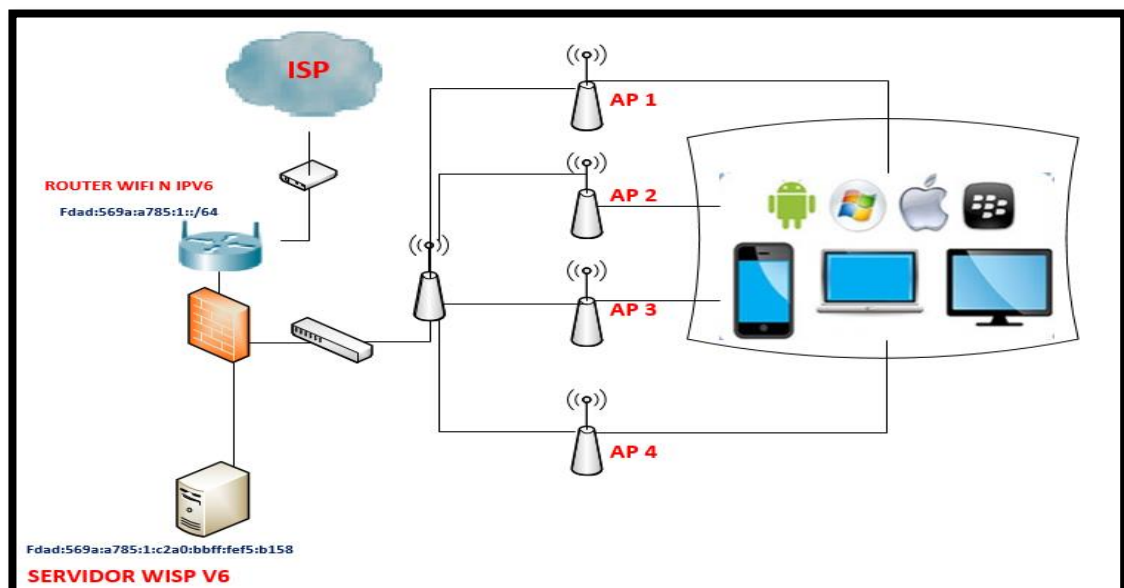 ISP
AP 1
ROUTER WIFI N IPV6
Fdad:569a:a785:1::/64
AP 2
AP 3
AP 4
Fdad:569a:a785:1:c2a0:bbff:fef5:b158
SERVIDOR WISP V6